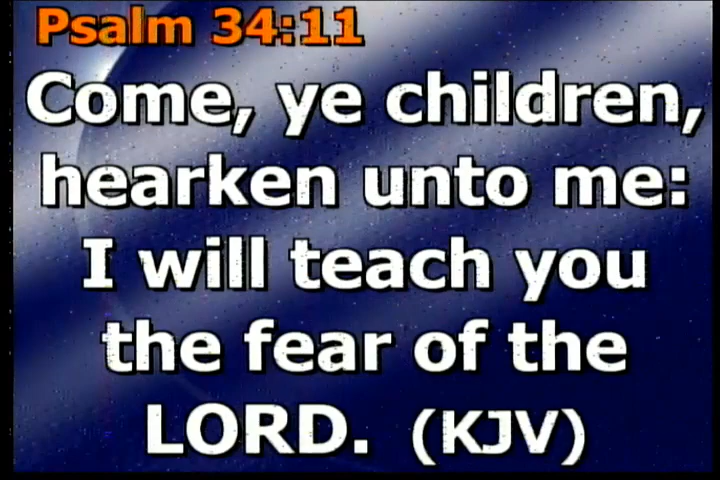 Psalm 34:11
Come, ye children,
hearken unto me:
I will teach you
the fear of the
LORD. (KJV)